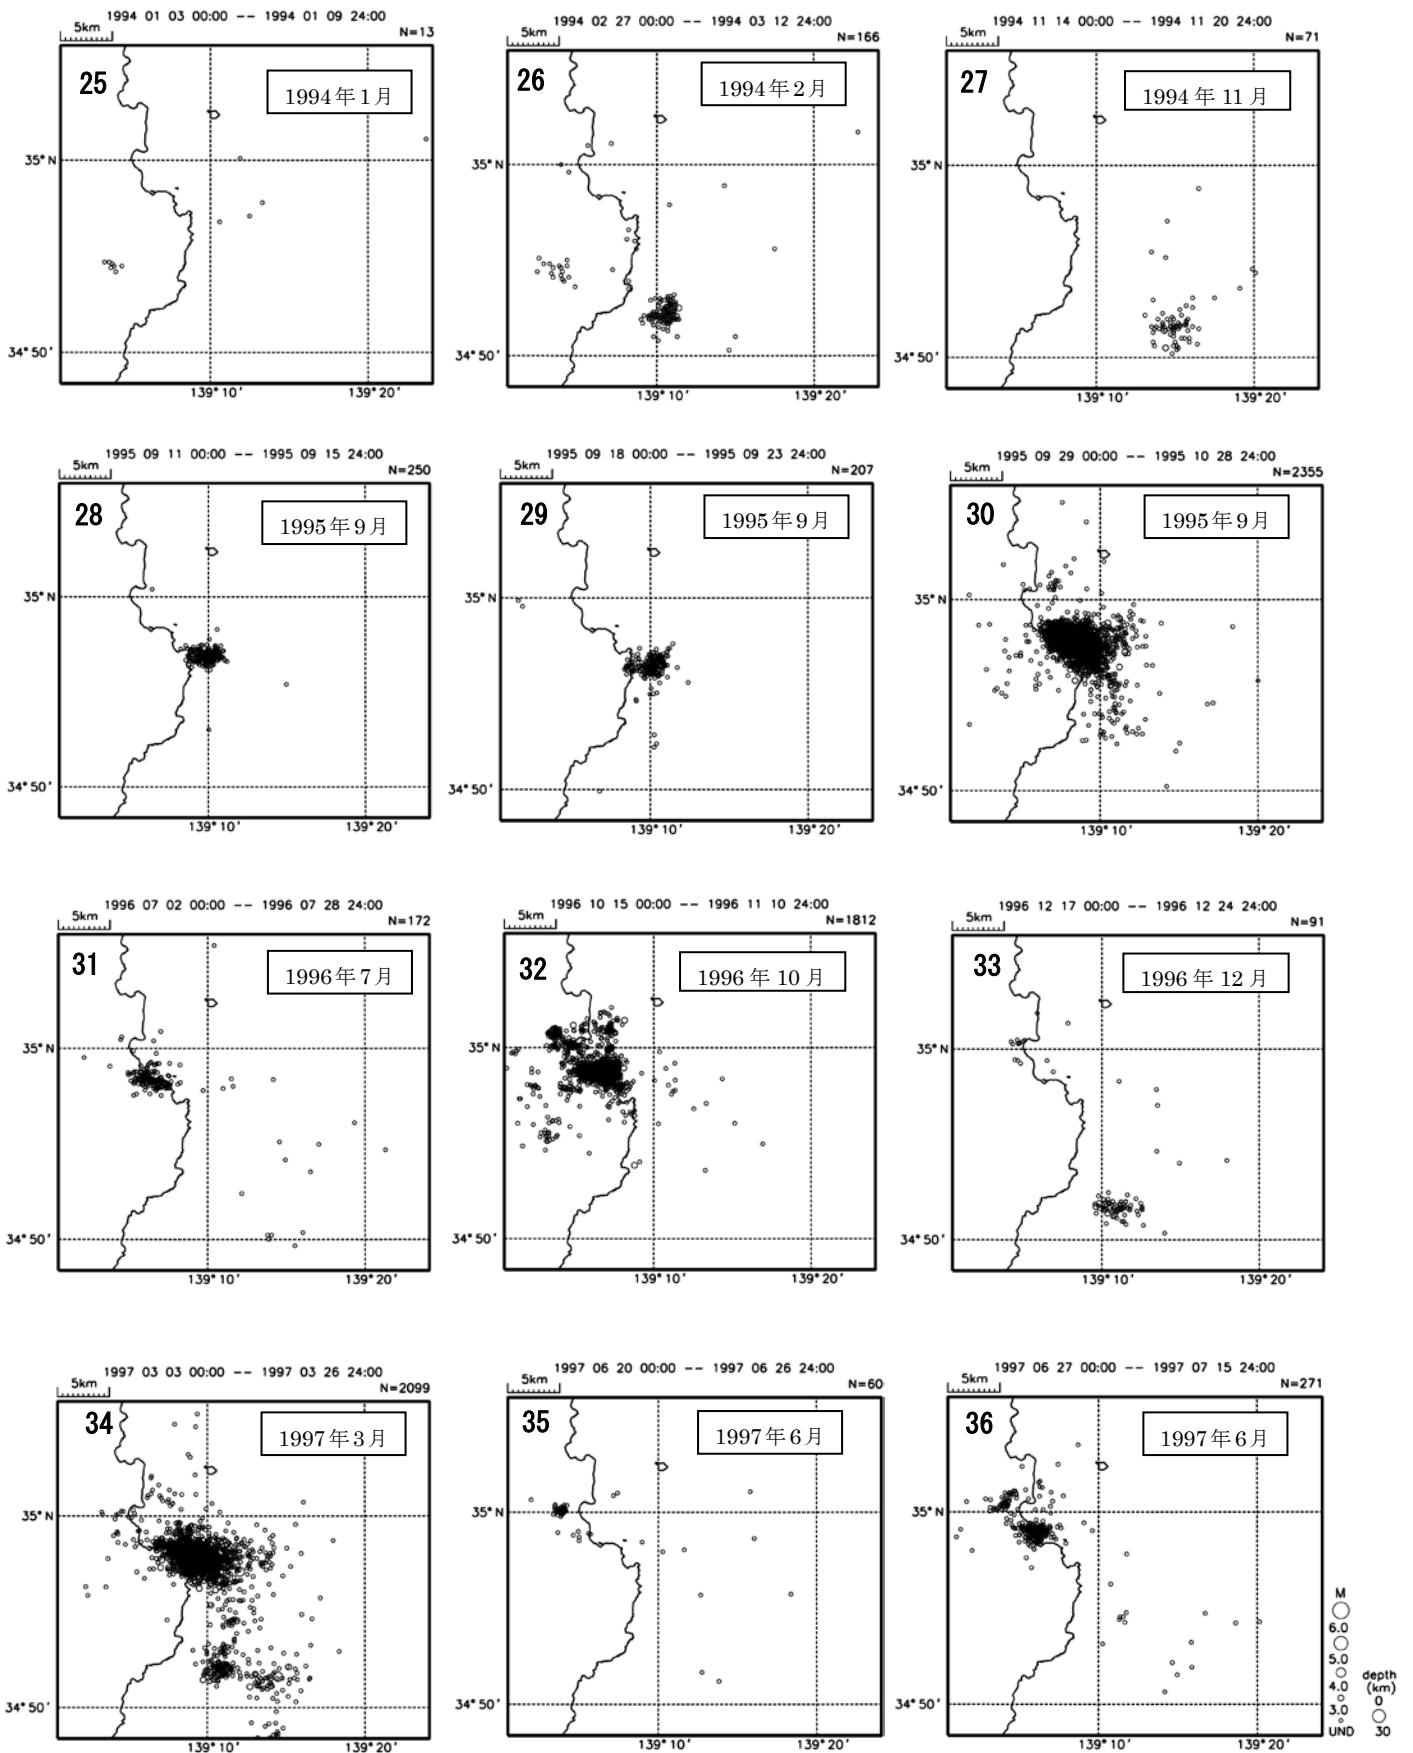 1994 01 03 00:00 -- 1994 01 09 24:00
5km
N=13
25
1994年1月
35°N
34°50′
139°10′
139°20′
1994 02 27 00:00 -- 1994 03 12 24:00
5km
N=166
26
1994年2月
35°N
34°50′
139°10′
139°20′
1994 11 14 00:00 -- 1994 11 20 24:00
5km
N=71
27
1994年11月
35°N
34°50′
139°10′
139°20′
1995 09 11 00:00 -- 1995 09 15 24:00
5km
N=250
28
1995年9月
35°N
34°50′
139°10′
139°20′
1995 09 18 00:00 -- 1995 09 23 24:00
5km
N=207
29
1995年9月
35°N
34°50′
139°10′
139°20′
1995 09 29 00:00 -- 1995 10 28 24:00
5km
N=2355
30
1995年9月
35°N
34°50′
139°10′
139°20′
1996 07 02 00:00 -- 1996 07 28 24:00
5km
N=172
31
1996年7月
35°N
34°50′
139°10′
139°20′
1996 10 15 00:00 -- 1996 11 10 24:00
5km
N=1812
32
1996年10月
35°N
34°50′
139°10′
139°20′
1996 12 17 00:00 -- 1996 12 24 24:00
5km
N=91
33
1996年12月
35°N
34°50′
139°10′
139°20′
1997 03 03 00:00 -- 1997 03 26 24:00
5km
N=2099
34
1997年3月
35°N
34°50′
139°10′
139°20′
1997 06 20 00:00 -- 1997 06 26 24:00
5km
N=60
35
1997年6月
35°N
34°50′
139°10′
139°20′
1997 06 27 00:00 -- 1997 07 15 24:00
5km
N=271
36
1997年6月
35°N
34°50′
139°10′
139°20′
M
6.0
5.0
4.0
3.0
UND
depth
(km)
0
30